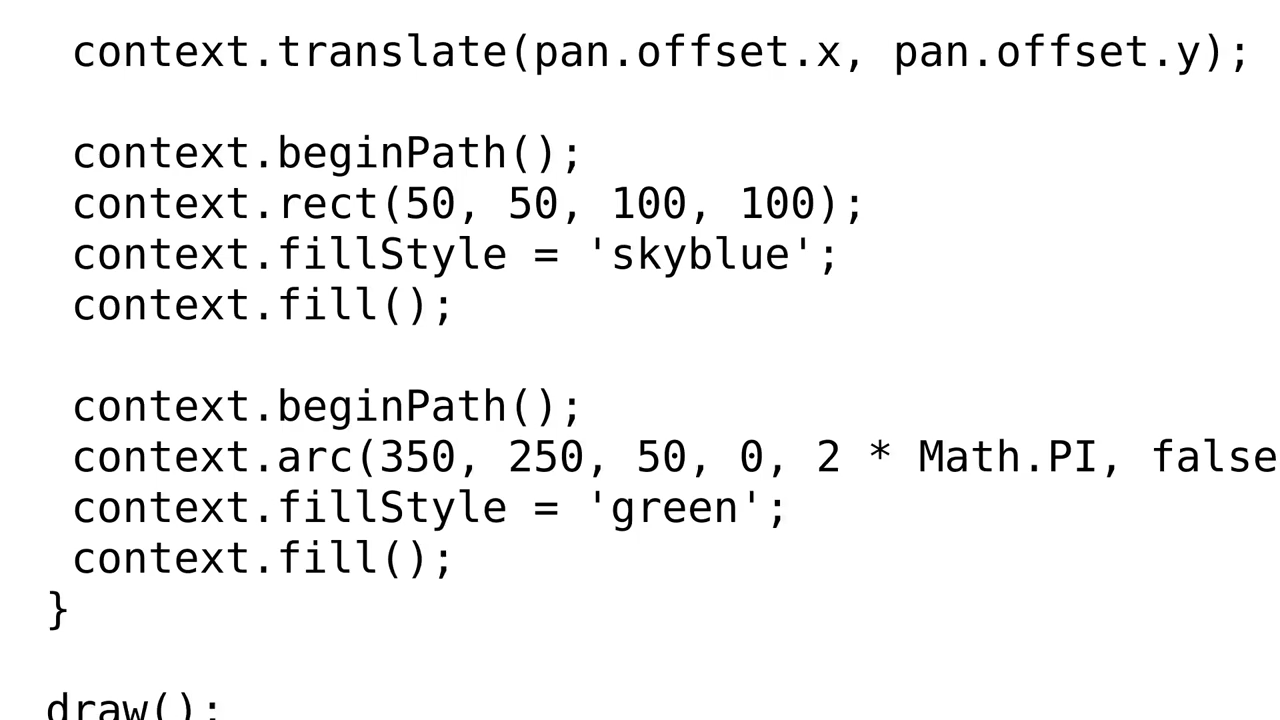 context.translate(pan.offset.x, pan.offset.y);
context.beginPath();
context.rect(50, 50, 100, 100);
context.fillStyle = 'skyblue';
context.fill();
context.beginPath();
context.arc(350, 250, 50, 0, 2 * Math.PI, false
context.fillStyle = 'green';
context.fill();
}
draw();